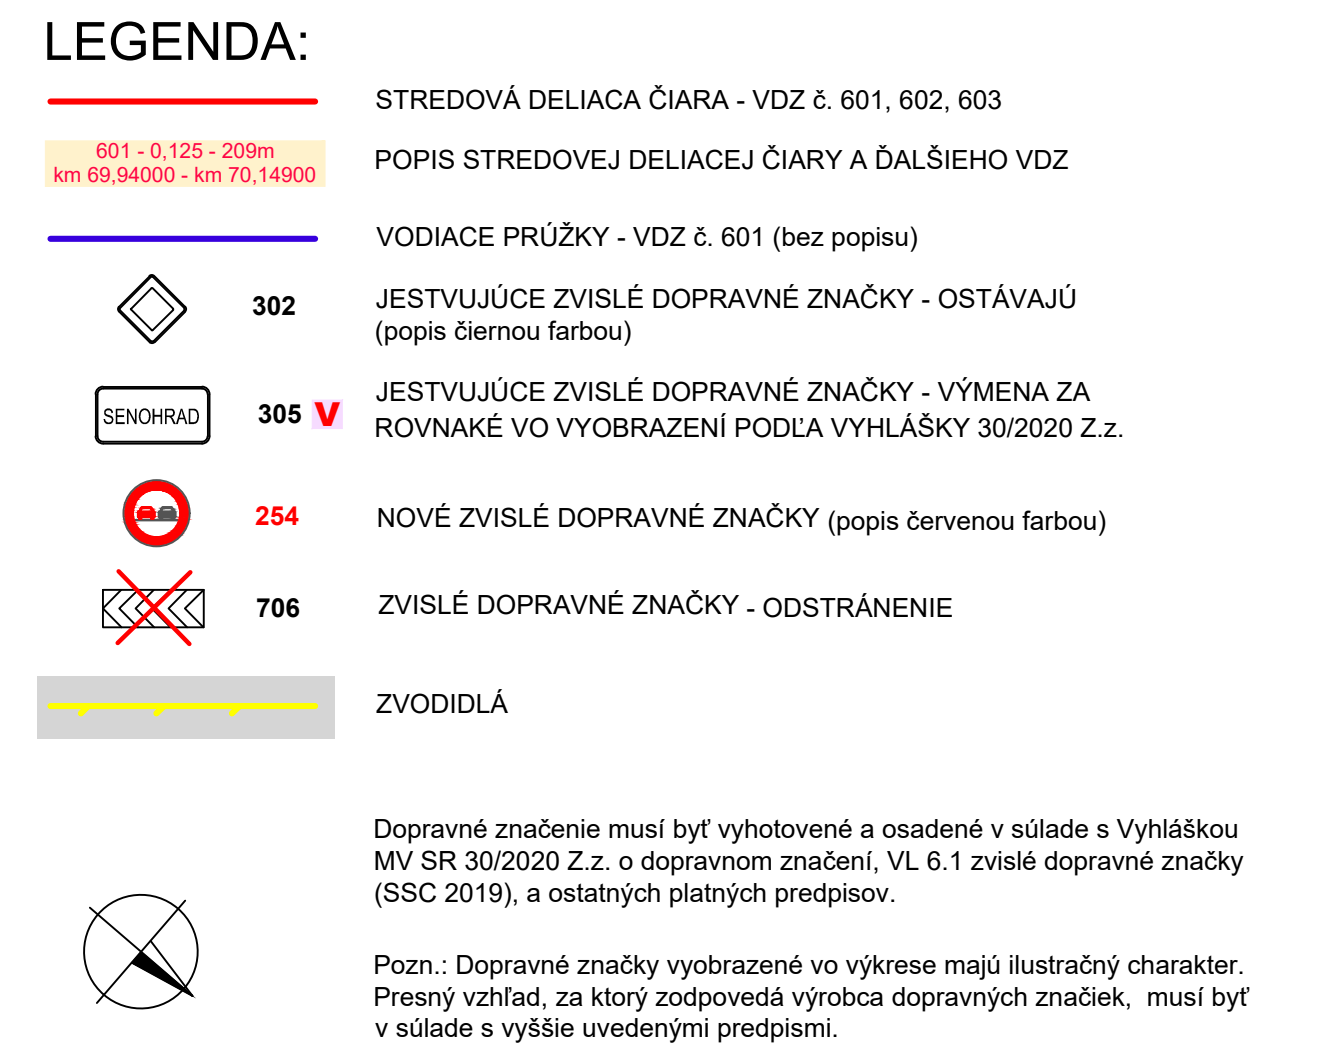 LEGENDA:
STREDOVÁ DELIACA ČIARA - VDZ č. 601, 602, 603
601 - 0,125 - 209m
km 69,94000 - km 70,14900
POPIS STREDOVEJ DELIACEJ ČIARY A ĎALŠIEHO VDZ
VODIACE PRÚŽKY - VDZ č. 601 (bez popisu)
302
JESTVUJÚCE ZVISLÉ DOPRAVNÉ ZNAČKY - OSTÁVAJÚ
(popis čiernou farbou)
SENOHRAD
305 V
JESTVUJÚCE ZVISLÉ DOPRAVNÉ ZNAČKY - VÝMENA ZA
ROVNAKÉ VO VYOBRAZENÍ PODĽA VYHLÁŠKY 30/2020 Z.z.
254
NOVÉ ZVISLÉ DOPRAVNÉ ZNAČKY (popis červenou farbou)
706
ZVISLÉ DOPRAVNÉ ZNAČKY - ODSTRÁNENIE
ZVODIDLÁ
Dopravné značenie musí byť vyhotovené a osadené v súlade s Vyhláškou
MV SR 30/2020 Z.z. o dopravnom značení, VL 6.1 zvislé dopravné značky
(SSC 2019), a ostatných platných predpisov.
Pozn.: Dopravné značky vyobrazené vo výkrese majú ilustračný charakter.
Presný vzhľad, za ktorý zodpovedá výrobca dopravných značiek, musí byť
v súlade s vyššie uvedenými predpismi.